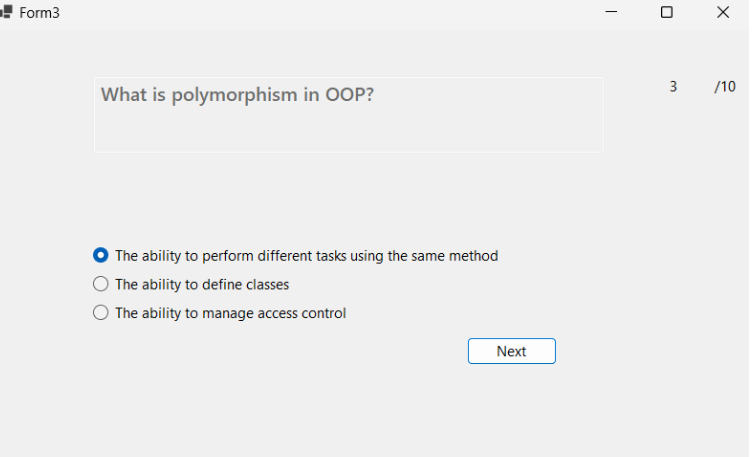 Form3
What is polymorphism in OOP?
3 /10
The ability to perform different tasks using the same method
The ability to define classes
The ability to manage access control
Next